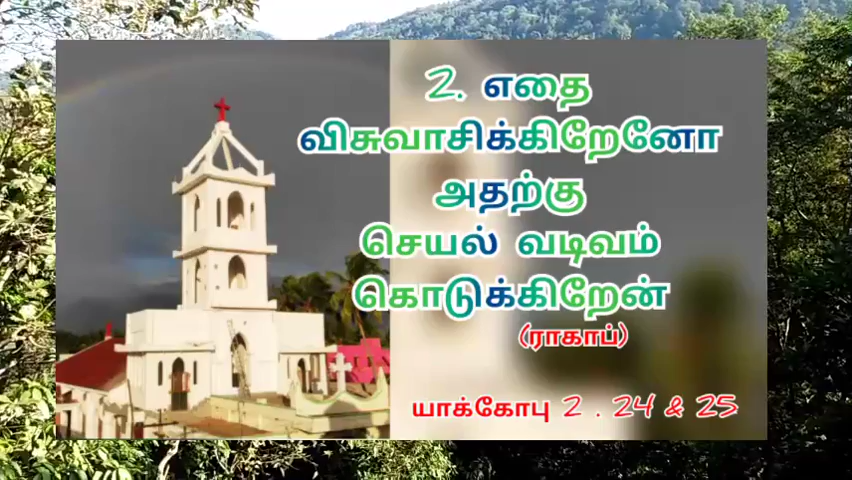 2. எதை
விசுவாசிக்கிறேனோ
அதற்கு
செயல் வடிவம்
கொடுக்கிறேன்
(ராகாப்)
யாக்கோபு 2 . 24 & 25